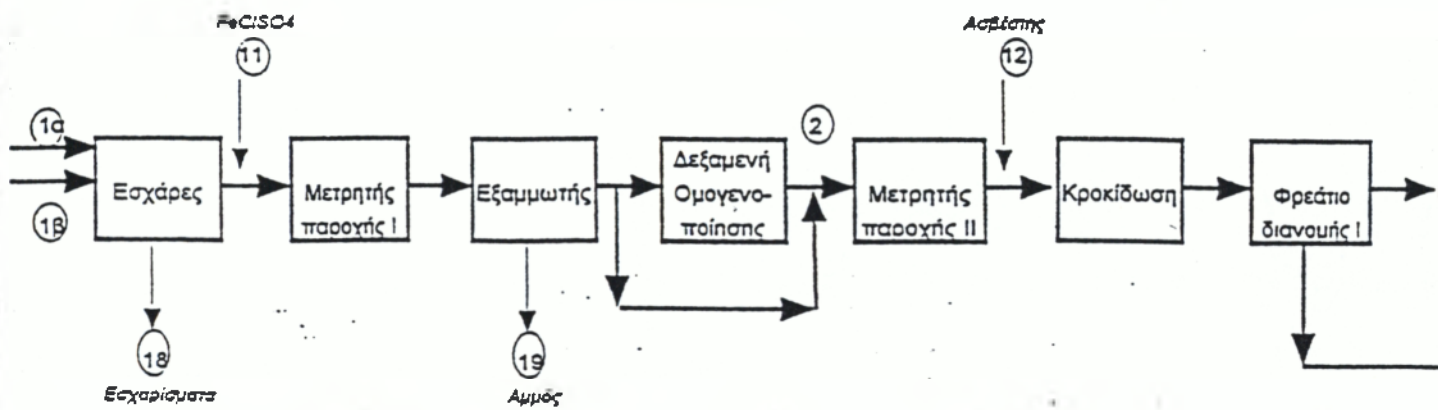 FeClSO4
11
Ασβέστης
12
1α
1β
2
Εσχάρες
Μετρητής
παροχής Ι
Εξαμμωτής
Δεξαμενή
Ομογενο-
ποίησης
Μετρητής
παροχής ΙΙ
Κροκίδωση
Φρεάτιο
διανομής Ι
18
Εσχαρίσματα
19
Αμμός